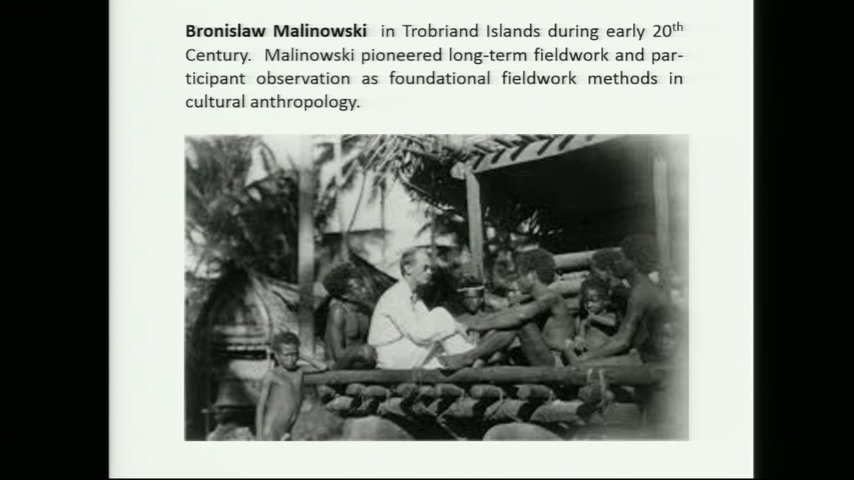 Bronislaw Malinowski in Trobriand Islands during early 20th
Century. Malinowski pioneered long-term fieldwork and par-
ticipant observation as foundational fieldwork methods in
cultural anthropology.